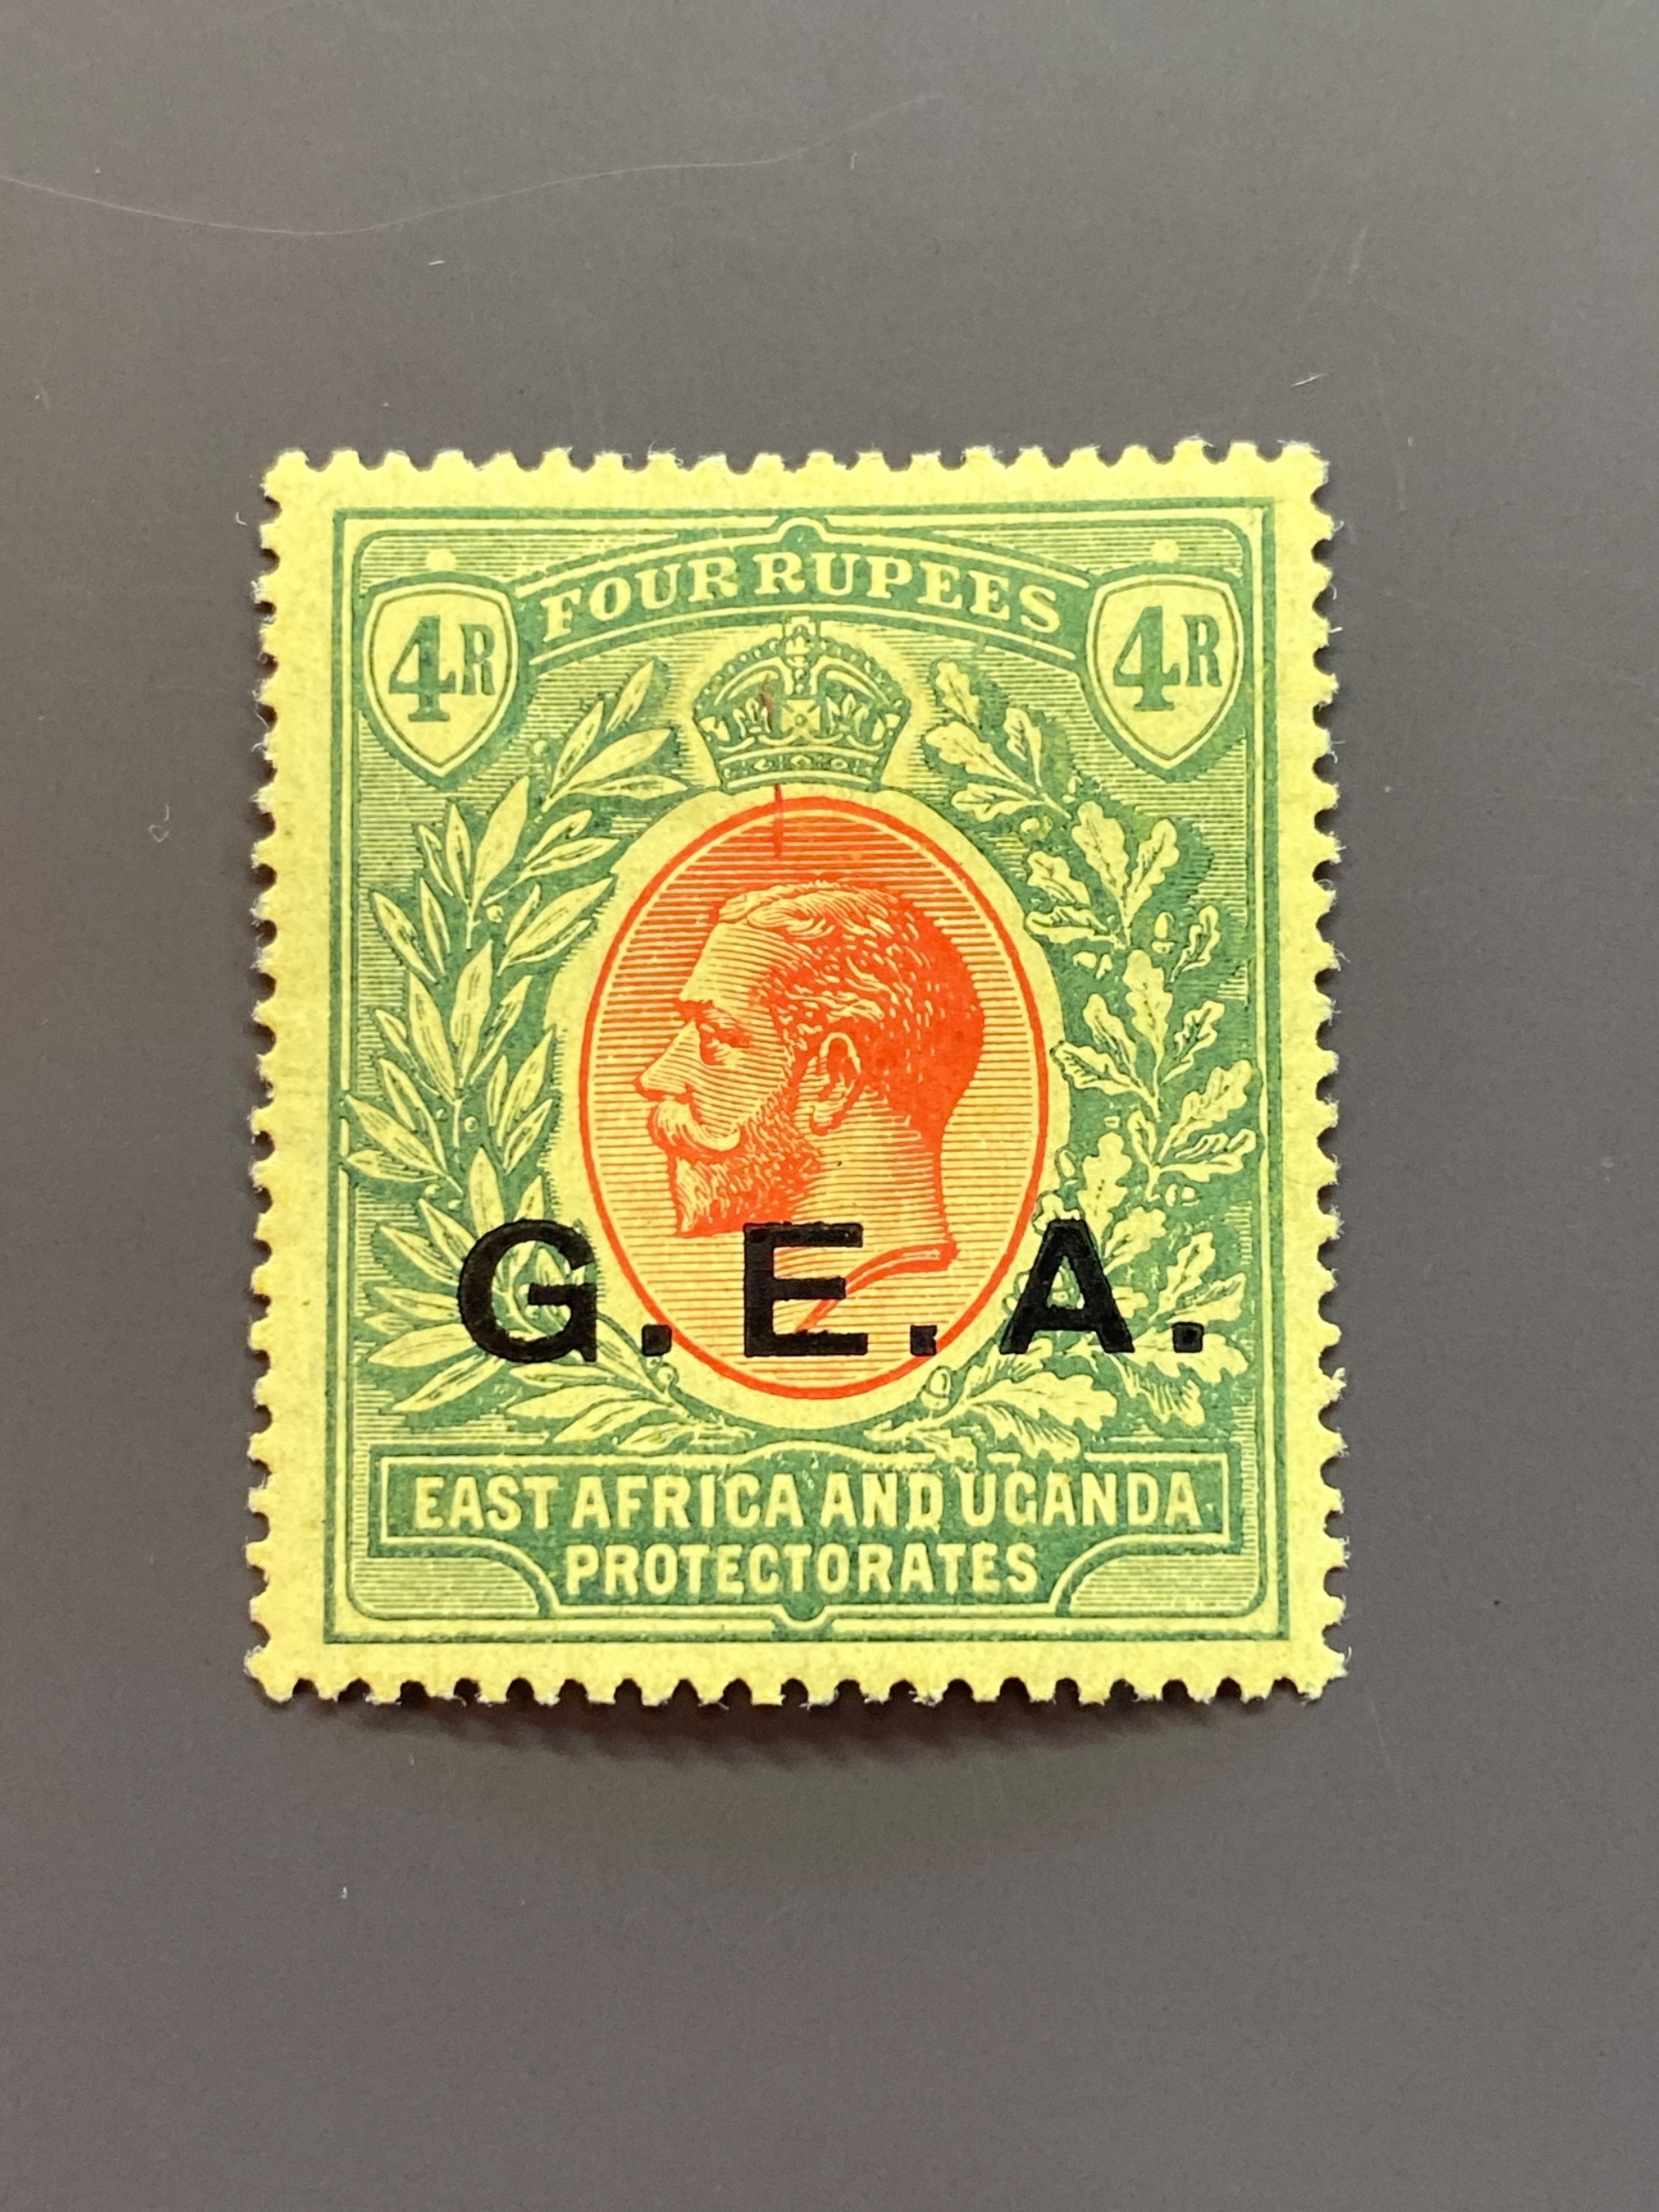 FOUR RUPEES
4R 4R
G. E. A.
EAST AFRICA AND UGANDA
PROTECTORATES